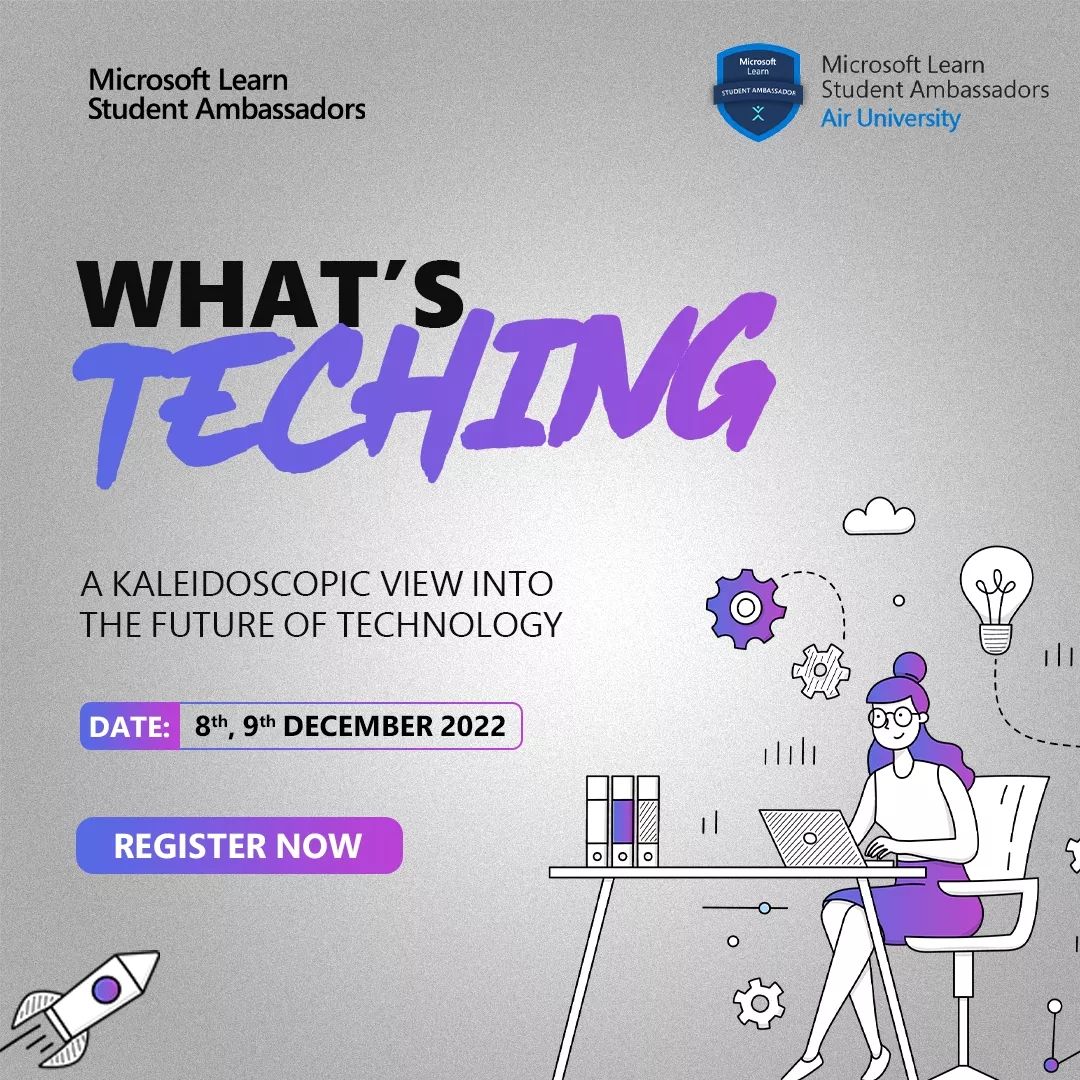 Microsoft Learn
Student Ambassadors
Microsoft
Learn
STUDENT AMBASSADOR
Microsoft Learn
Student Ambassadors
Air University
WHAT'S
TECHING
A KALEIDOSCOPIC VIEW INTO
THE FUTURE OF TECHNOLOGY
DATE: 8th, 9th DECEMBER 2022
REGISTER NOW